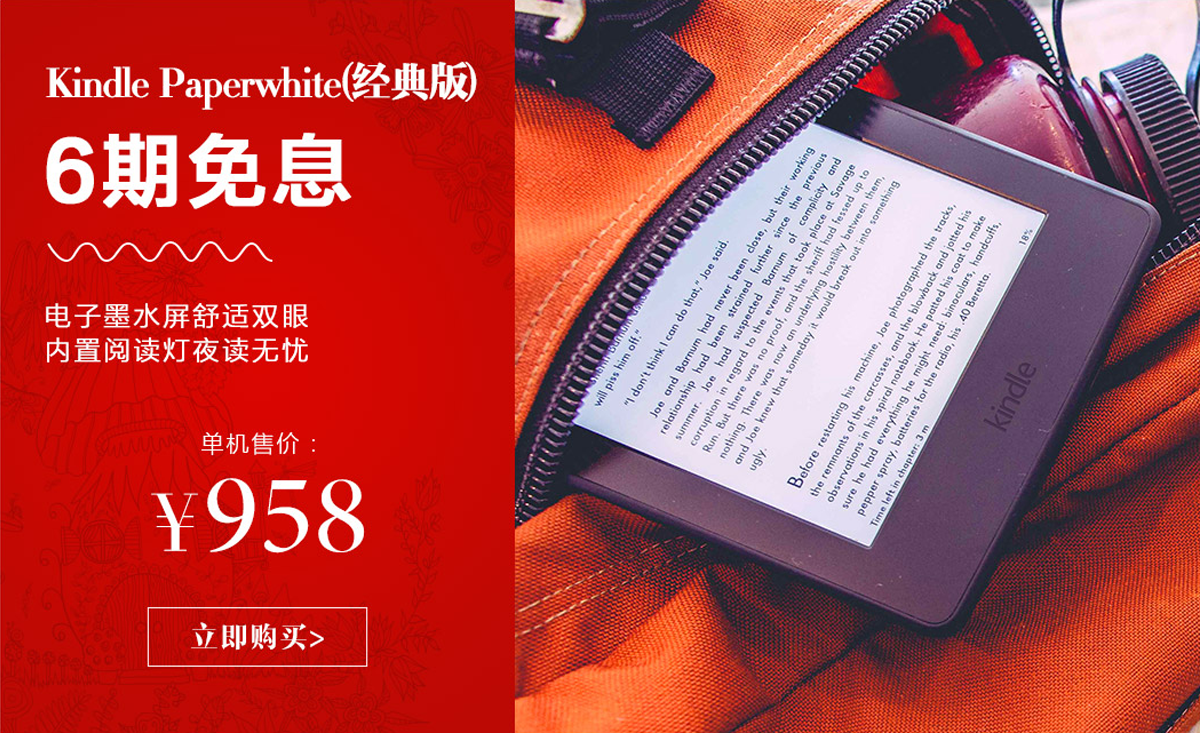 Kindle Paperwhite(经典版)
6期免息
电子墨水屏舒适双眼
内置阅读灯夜读无忧
单机售价：
¥958
立即购买>
will piss him off.”
“I don’t think I can do that,” Joe said.
Joe and Barnum had never been close, but their working
relationship had been strained further since the previous
summer. Joe had suspected Barnum of complicity and
corruption in regard to the events that took place at Savage
Run. But there was no proof, and the sheriff had fessed up to
nothing. There was now an underlying hostility between them,
and Joe knew that someday it would break out into something
ugly.
Before restarting his machine, Joe photographed the tracks,
the remnants of the carcasses, and the blowback and jotted his
observations in his spiral notebook. He patted his coat to make
sure he had everything he might need: binoculars, handcuffs,
pepper spray, batteries for the radio, his .40 Beretta.
Time left in chapter: 3 m
18%
kindle